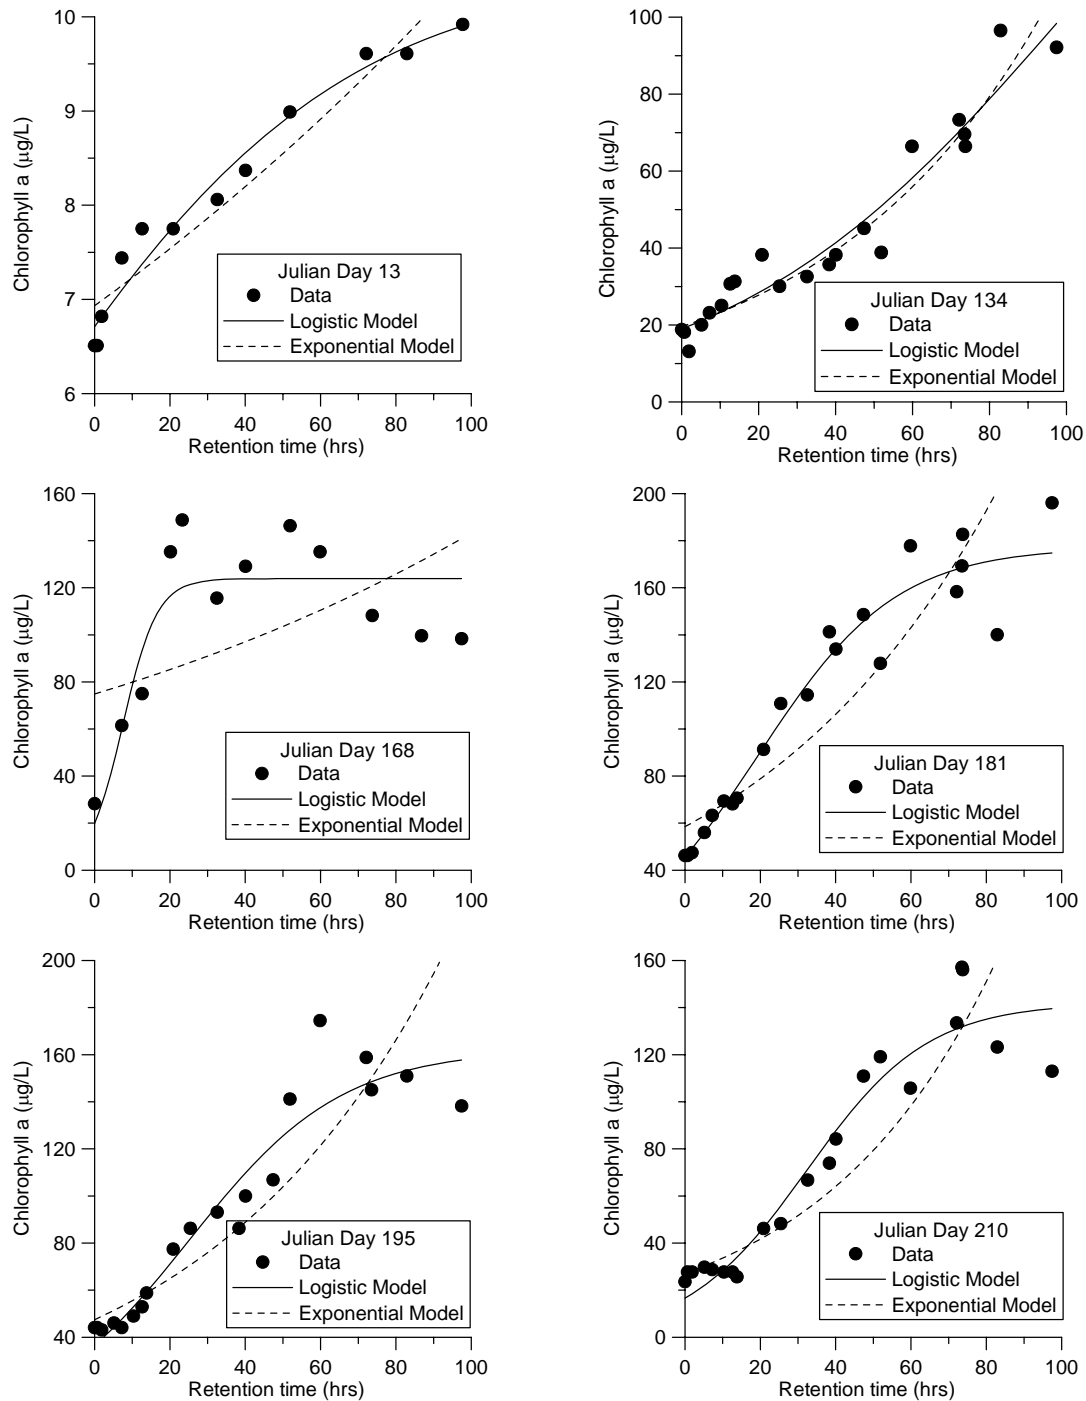 10
9
8
7
6
Chlorophyll a (μg/L)
Julian Day 13
Data
Logistic Model
Exponential Model
0 20 40 60 80 100
Retention time (hrs)
100
80
60
40
20
0
Chlorophyll a (μg/L)
Julian Day 134
Data
Logistic Model
Exponential Model
0 20 40 60 80 100
Retention time (hrs)
160
120
80
40
0
Chlorophyll a (μg/L)
Julian Day 168
Data
Logistic Model
Exponential Model
0 20 40 60 80 100
Retention time (hrs)
200
160
120
80
40
Chlorophyll a (μg/L)
Julian Day 181
Data
Logistic Model
Exponential Model
0 20 40 60 80 100
Retention time (hrs)
200
160
120
80
40
Chlorophyll a (μg/L)
Julian Day 195
Data
Logistic Model
Exponential Model
0 20 40 60 80 100
Retention time (hrs)
160
120
80
40
0
Chlorophyll a (μg/L)
Julian Day 210
Data
Logistic Model
Exponential Model
0 20 40 60 80 100
Retention time (hrs)